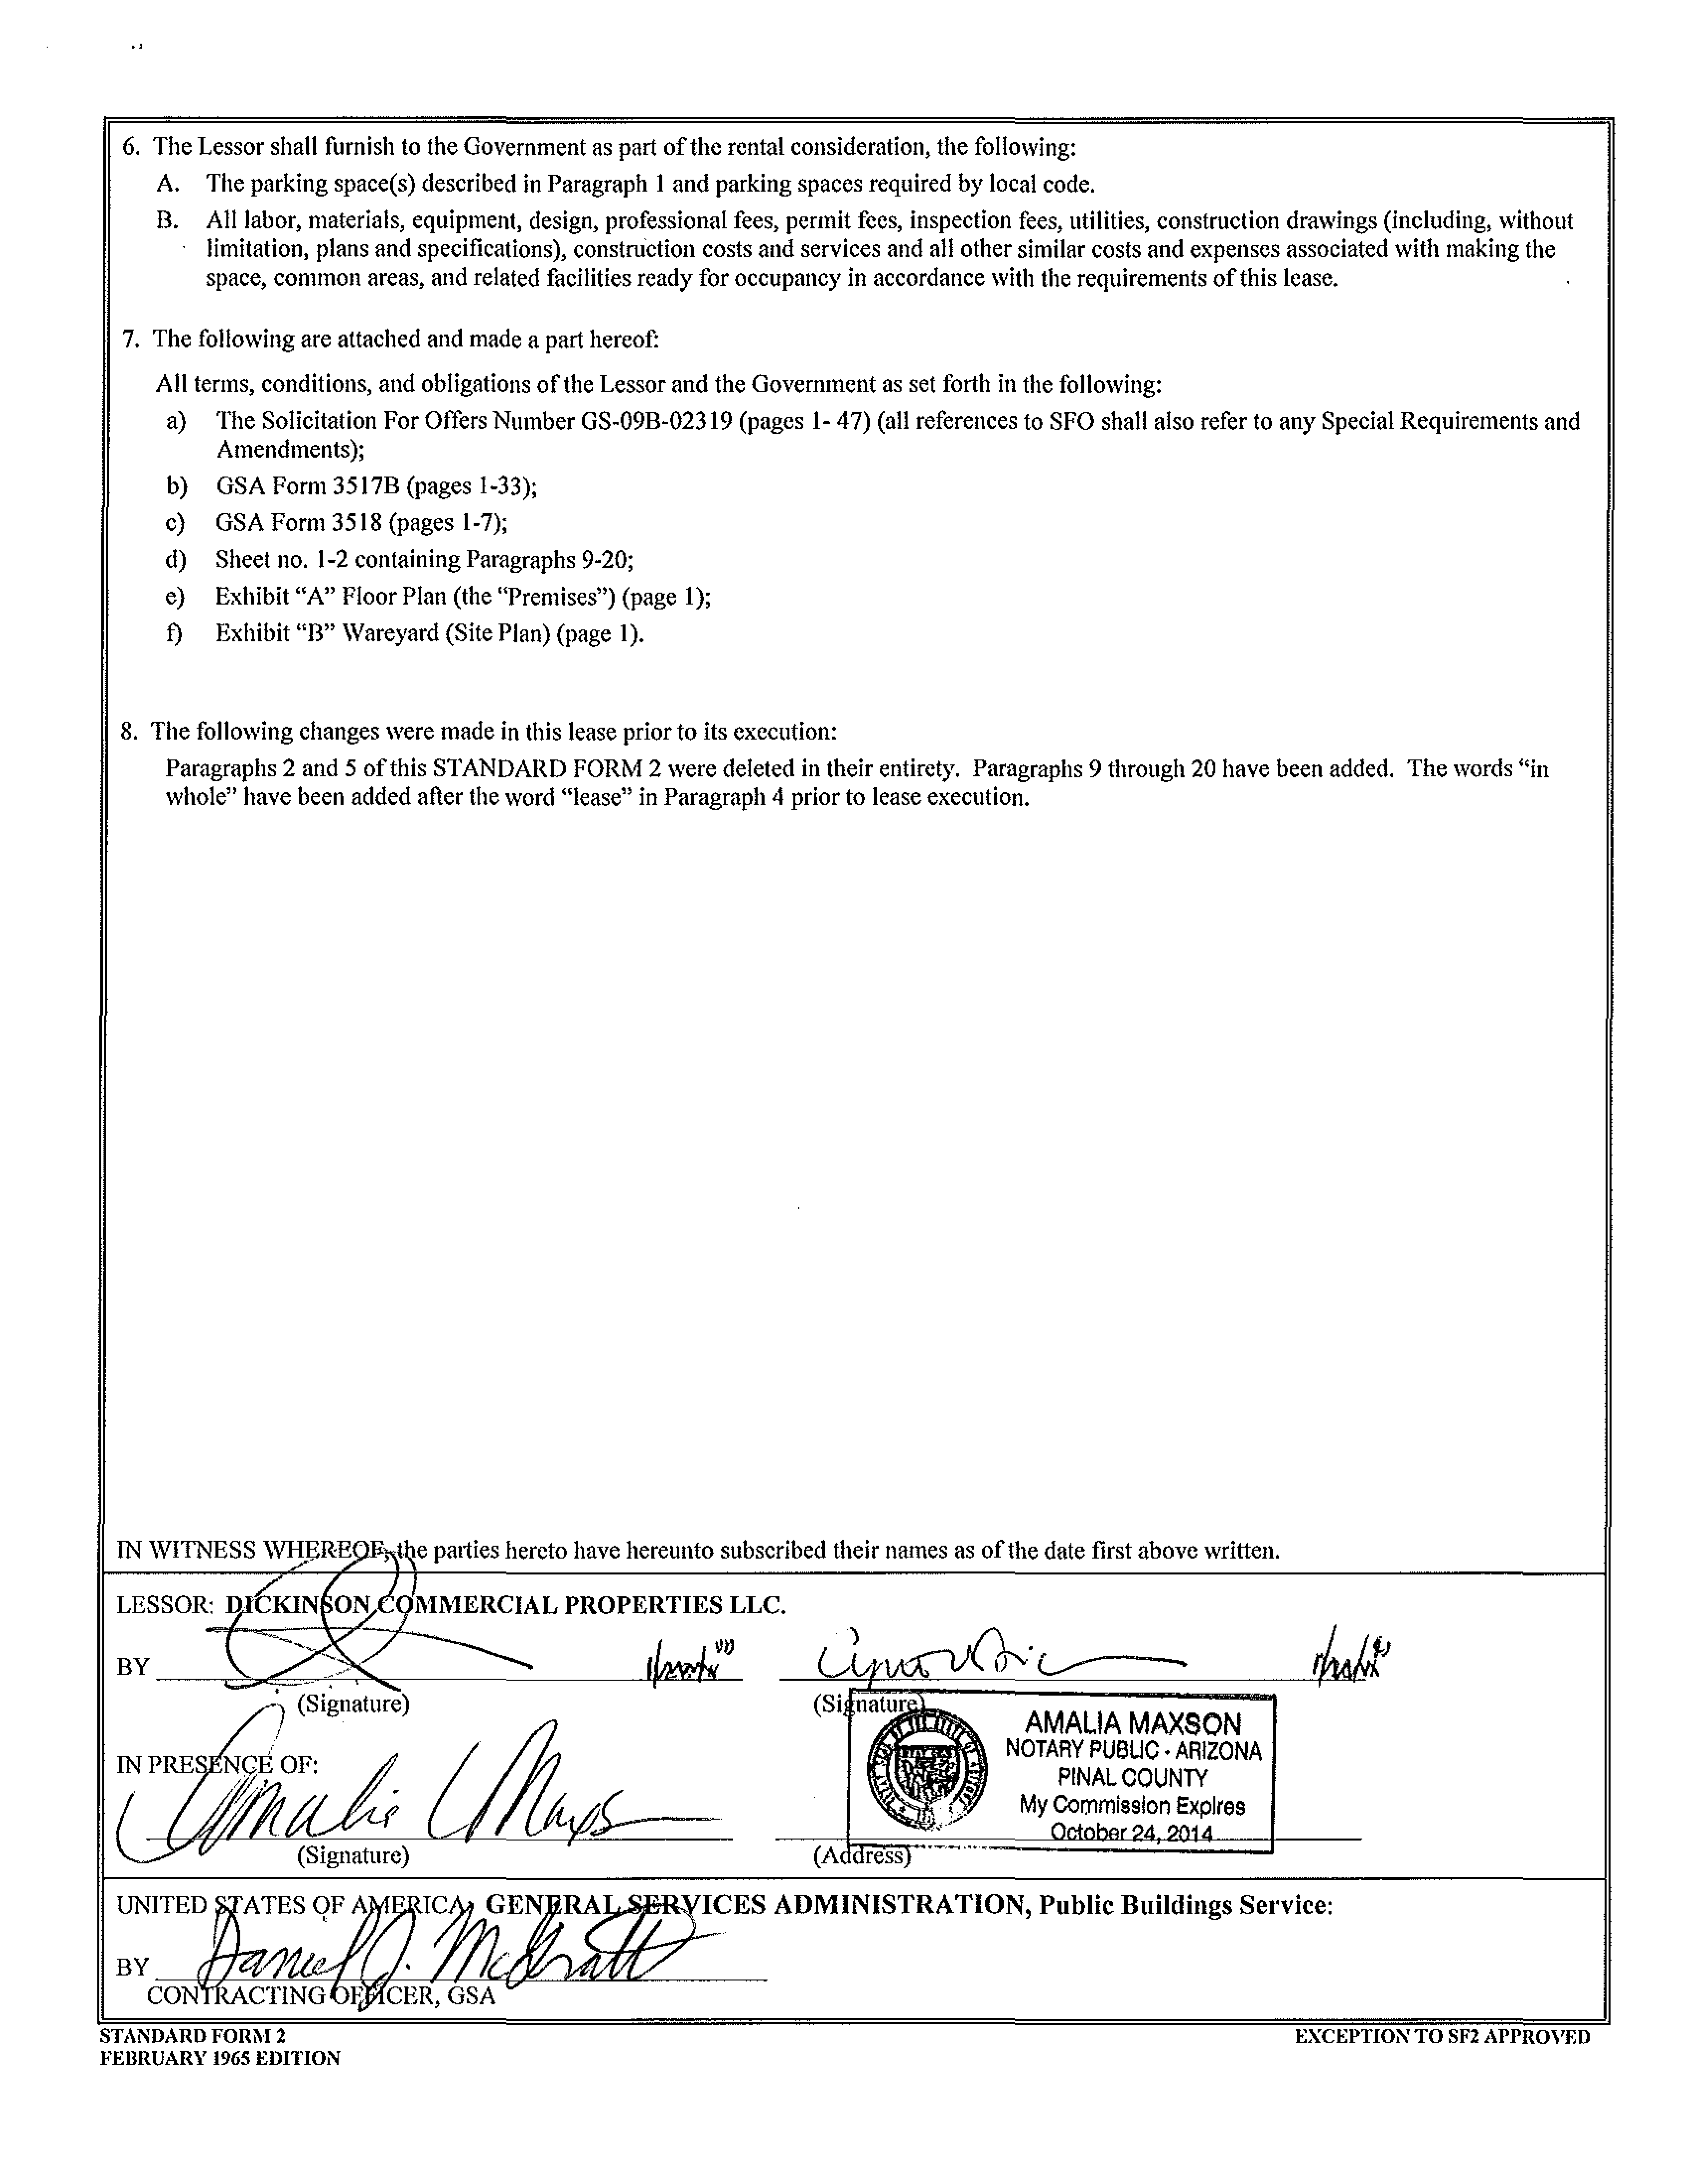 6. The Lessor shall furnish to the Government as part of the rental consideration, the following:
A. The parking space(s) described in Paragraph 1 and parking spaces required by local code.
B. All labor, materials, equipment, design, professional fees, permit fees, inspection fees, utilities, construction drawings (including, without
limitation, plans and specifications), construction costs and services and all other similar costs and expenses associated with making the
space, common areas, and related facilities ready for occupancy in accordance with the requirements of this lease.
7. The following are attached and made a part hereof:
All terms, conditions, and obligations of the Lessor and the Government as set forth in the following:
a) The Solicitation For Offers Number GS-09B-02319 (pages 1- 47) (all references to SFO shall also refer to any Special Requirements and
Amendments);
b) GSA Form 3517B (pages 1-33);
c) GSA Form 3518 (pages 1-7);
d) Sheet no. 1-2 containing Paragraphs 9-20;
e) Exhibit “A” Floor Plan (the “Premises”) (page 1);
f) Exhibit “B” Wareyard (Site Plan) (page 1).
8. The following changes were made in this lease prior to its execution:
Paragraphs 2 and 5 of this STANDARD FORM 2 were deleted in their entirety. Paragraphs 9 through 20 have been added. The words “in
whole” have been added after the word “lease” in Paragraph 4 prior to lease execution.
IN WITNESS WHEREOF, the parties hereto have hereunto subscribed their names as of the date first above written.
LESSOR: DICKINSON COMMERCIAL PROPERTIES LLC.
BY
(Signature) (Signature)
AMALIA MAXSON
NOTARY PUBLIC - ARIZONA
PINAL COUNTY
My Commission Expires
October 24, 2014
IN PRESENCE OF:
Amalia Maxson
(Signature) (Address)
UNITED STATES OF AMERICA, GENERAL SERVICES ADMINISTRATION, Public Buildings Service:
BY Daniel J. McGratt
CONTRACTING OFFICER, GSA
STANDARD FORM 2 EXCEPTION TO SF2 APPROVED
FEBRUARY 1965 EDITION